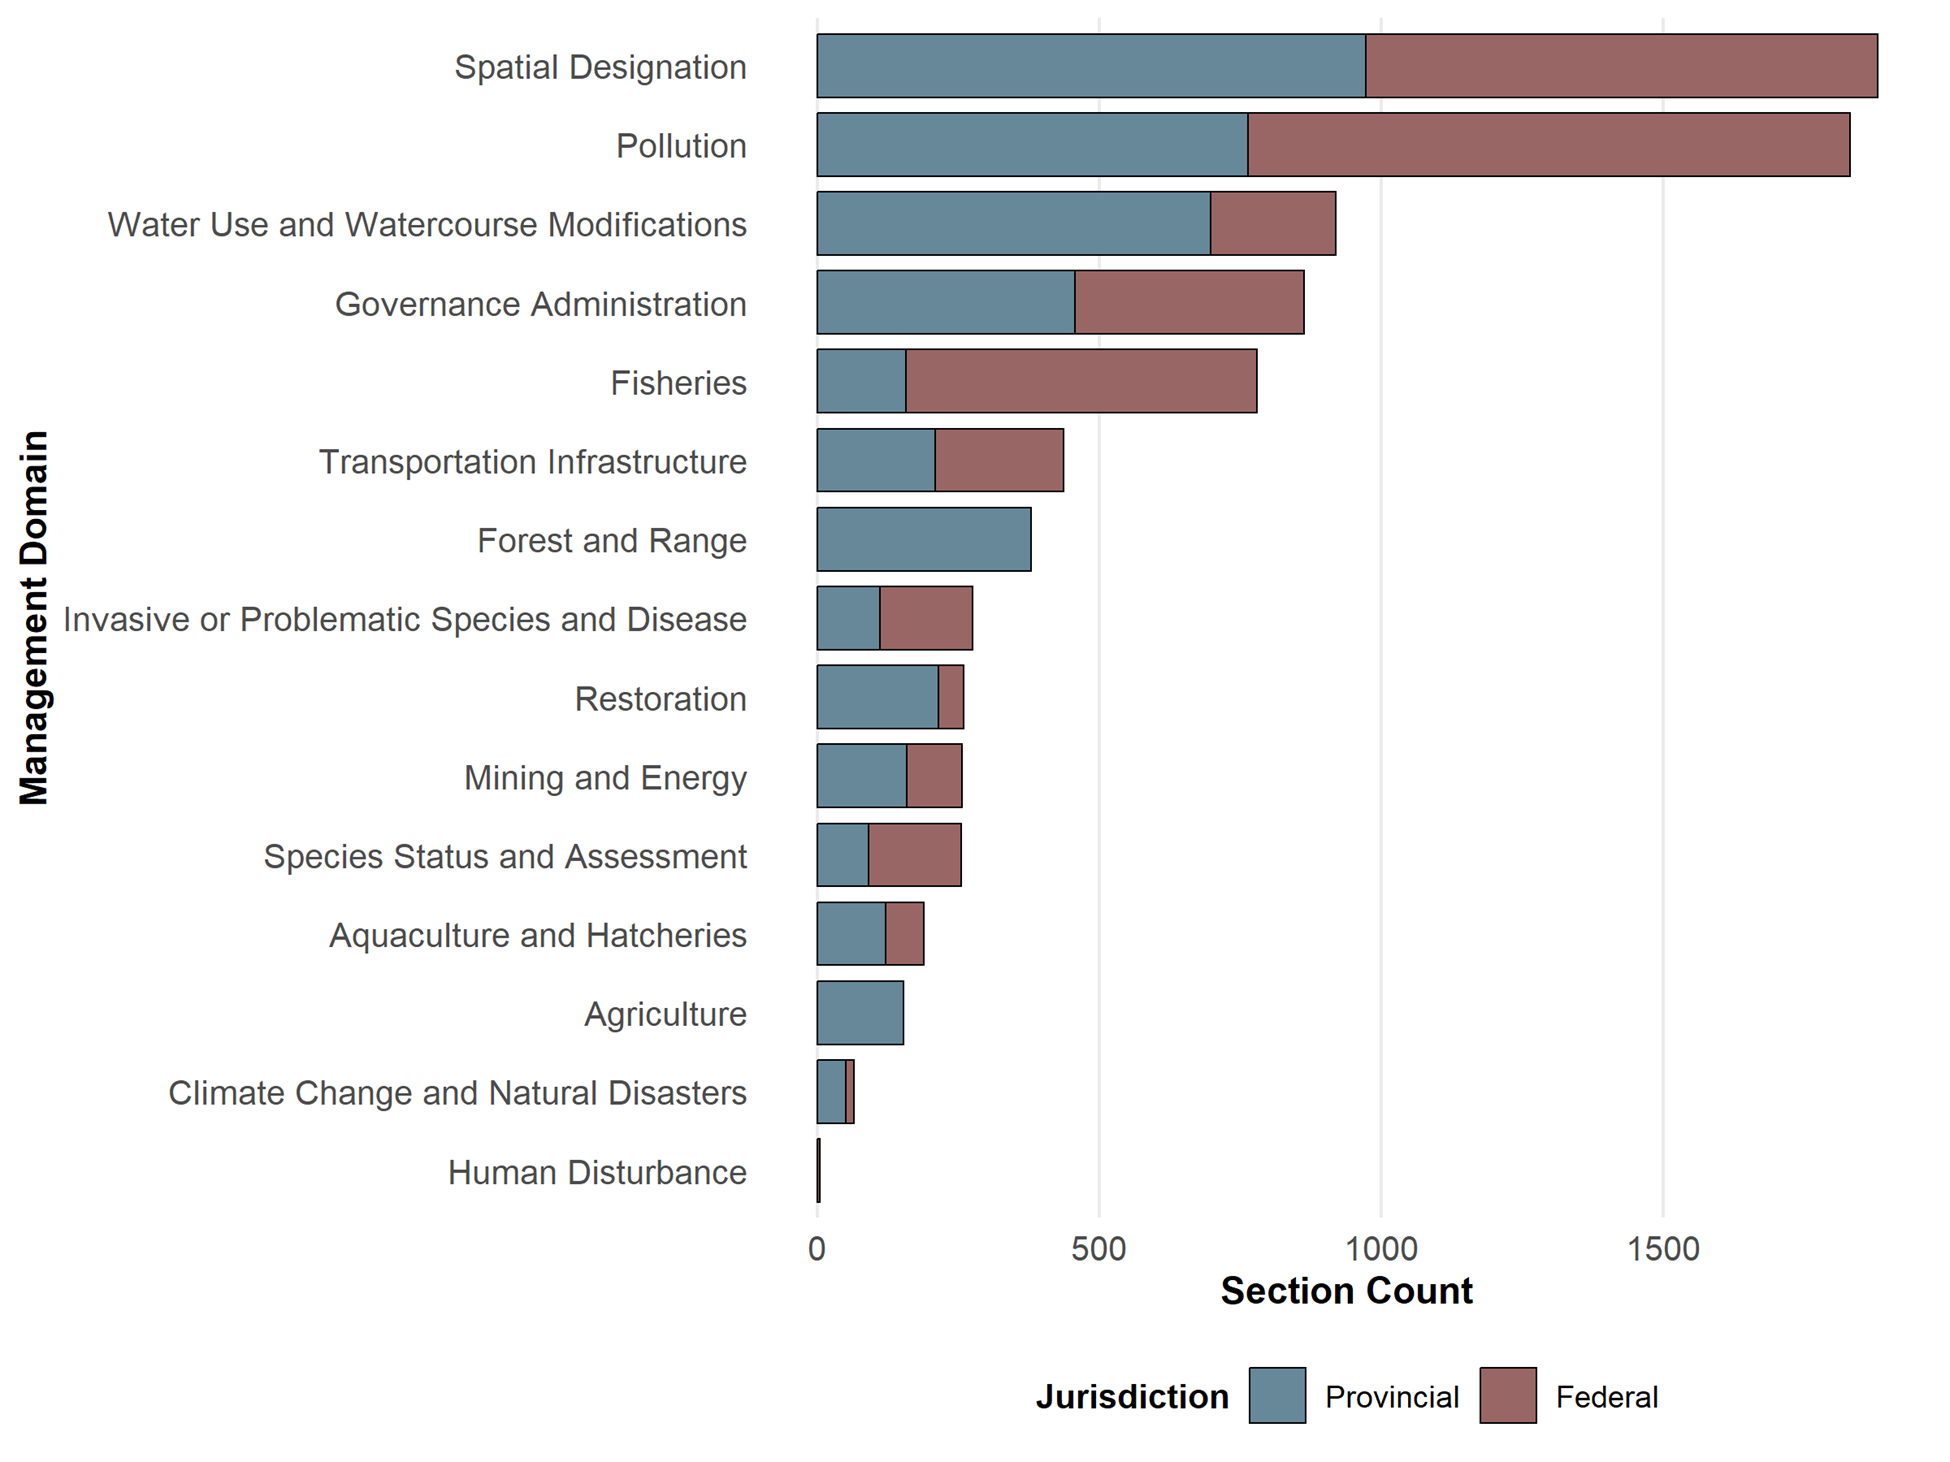 Spatial Designation
Pollution
Water Use and Watercourse Modifications
Governance Administration
Fisheries
Transportation Infrastructure
Forest and Range
Invasive or Problematic Species and Disease
Restoration
Mining and Energy
Species Status and Assessment
Aquaculture and Hatcheries
Agriculture
Climate Change and Natural Disasters
Human Disturbance
Management Domain
0 500 1000 1500
Section Count
Jurisdiction Provincial Federal